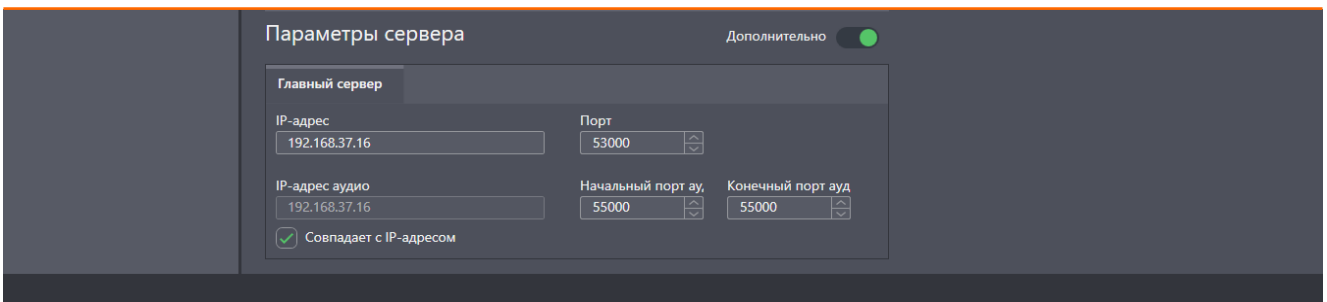 Параметры сервера
Дополнительно
Главный сервер
IP-адрес
Порт
192.168.37.16
53000
IP-адрес аудио
Начальный порт ау,
Конечный порт ауд
192.168.37.16
55000
55000
Совпадает с IP-адресом